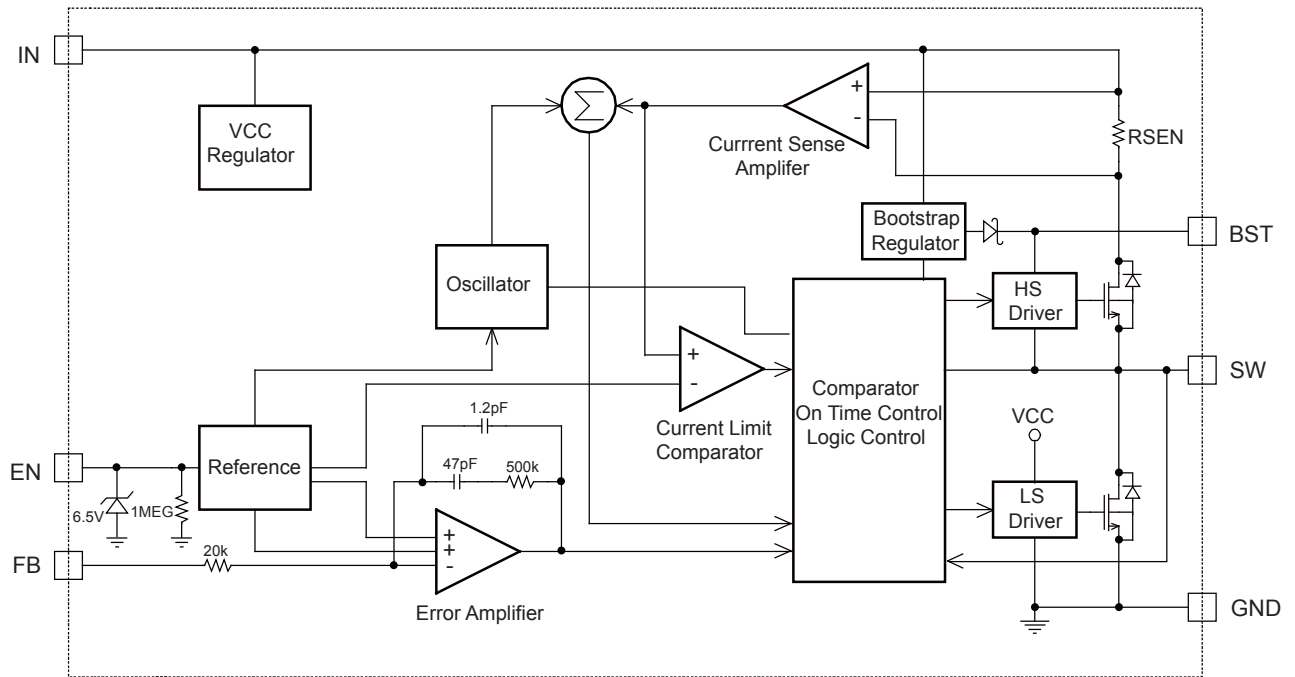 IN
VCC
Regulator
Σ
+
-
Currrent Sense
Amplifer
RSEN
Bootstrap
Regulator
BST
Oscillator
HS
Driver
+
-
Current Limit
Comparator
Comparator
On Time Control
Logic Control
SW
VCC
1.2pF
47pF
500k
EN
Reference
6.5V
1MEG
LS
Driver
FB
20k
+
+
-
Error Amplifier
GND